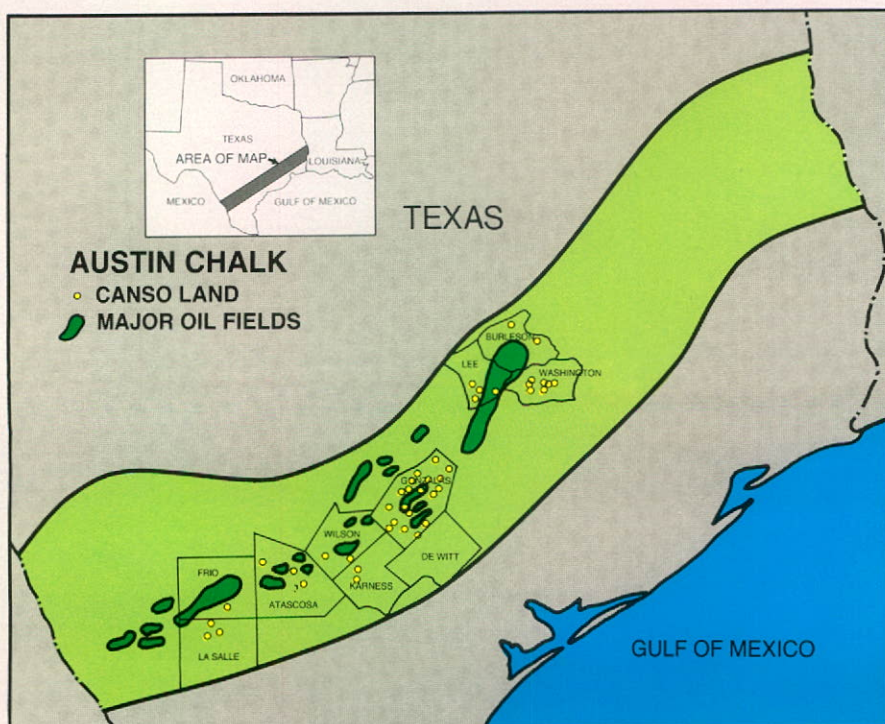 OKLAHOMA
TEXAS
AREA OF MAP
LOUISIANA
MEXICO
GULF OF MEXICO
TEXAS
AUSTIN CHALK
CANSO LAND
MAJOR OIL FIELDS
BURLESON
LEE
WASHINGTON
GONZALES
WILSON
DE WITT
FRIO
KARNESS
ATASCOSA
LA SALLE
GULF OF MEXICO